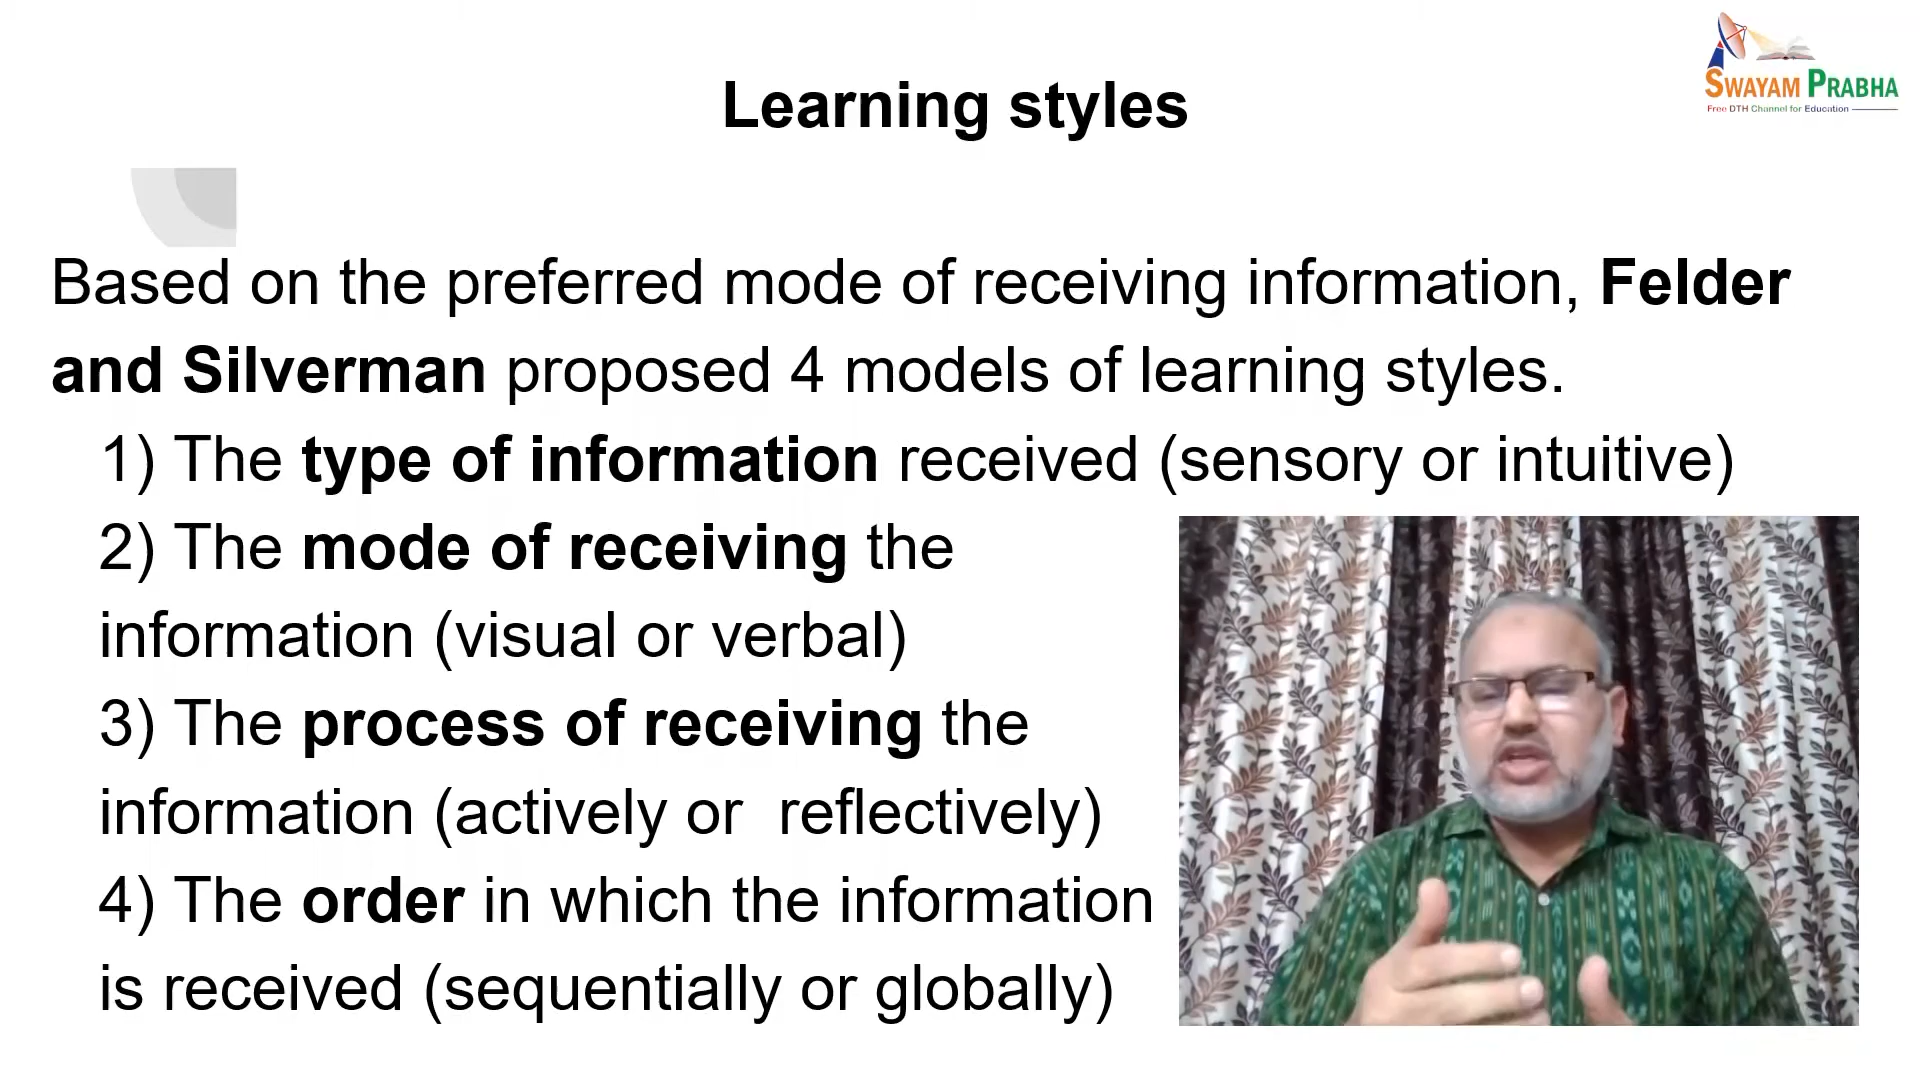 SWAYAM PRABHA
Free DTH Channel for Education
Learning styles
Based on the preferred mode of receiving information, Felder
and Silverman proposed 4 models of learning styles.
1) The type of information received (sensory or intuitive)
2) The mode of receiving the
information (visual or verbal)
3) The process of receiving the
information (actively or  reflectively)
4) The order in which the information
is received (sequentially or globally)